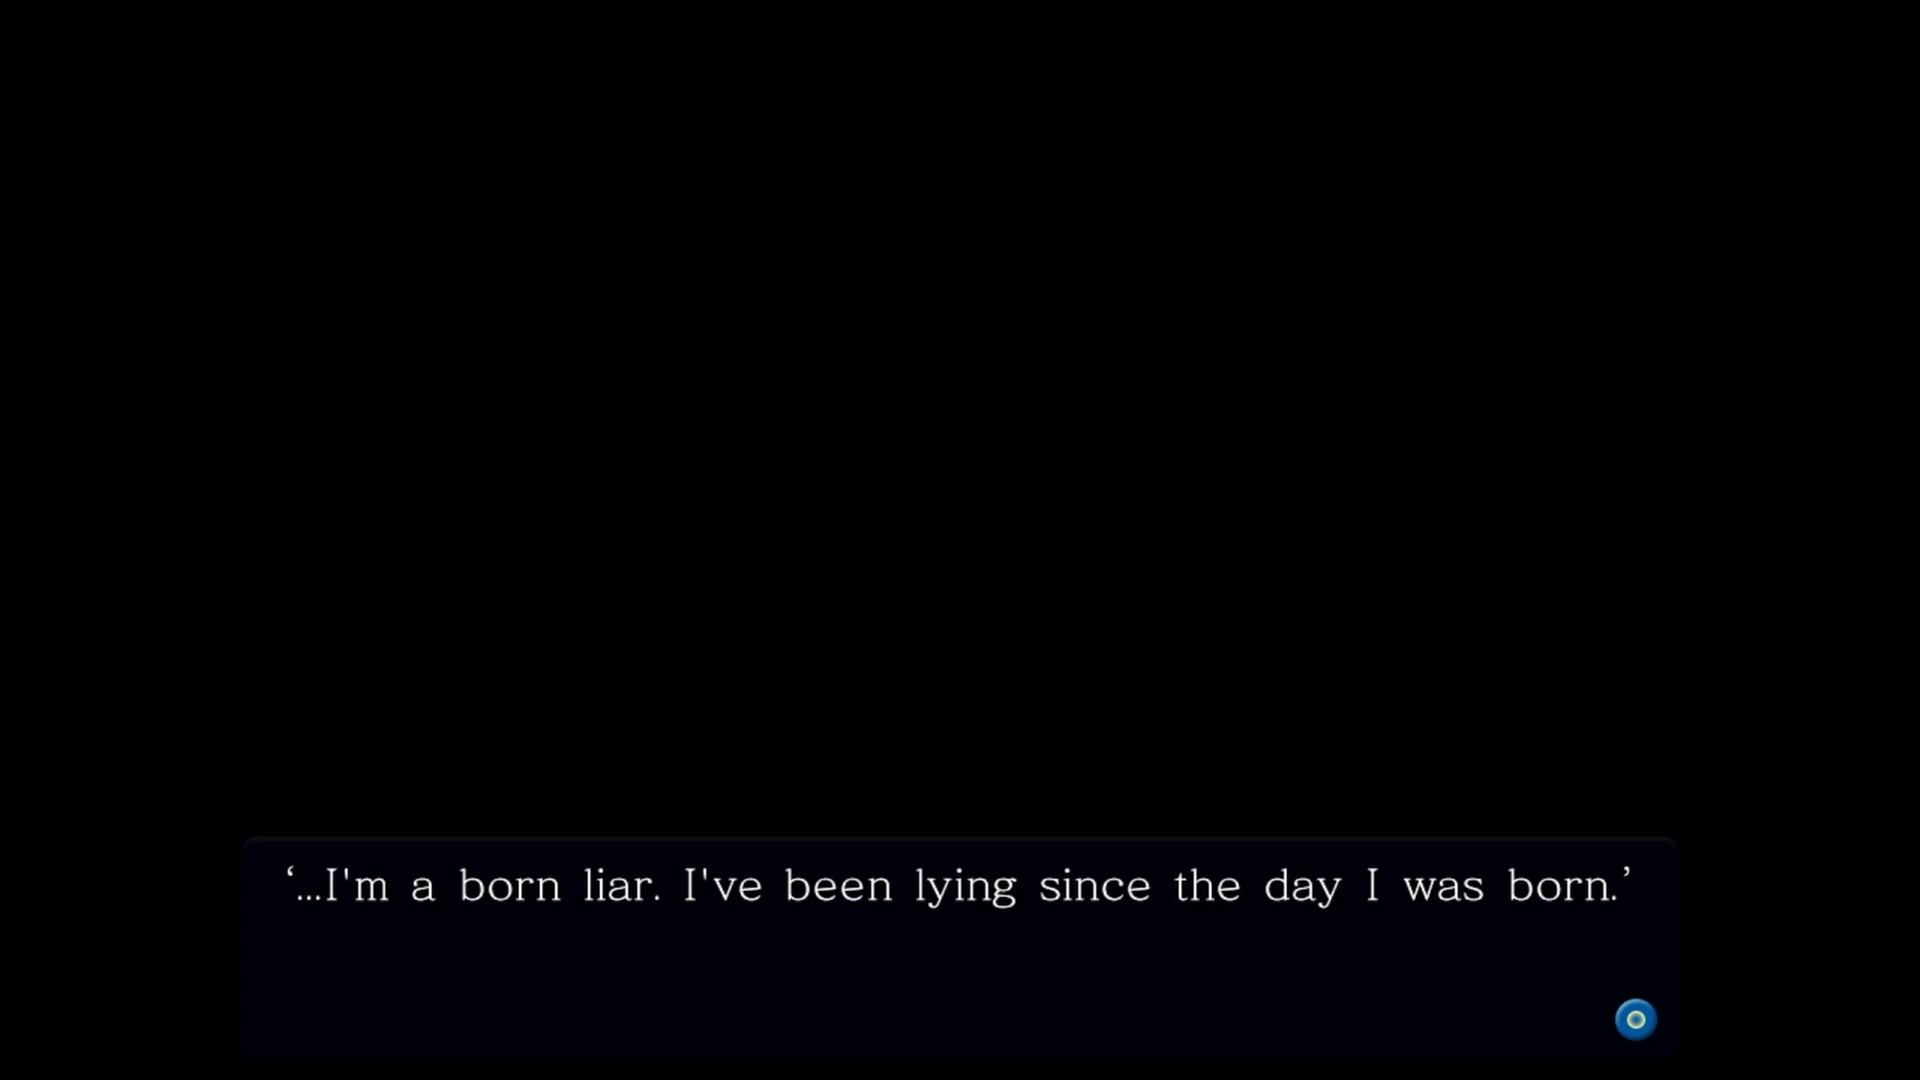 ‘...I'm a born liar. I've been lying since the day I was born.’